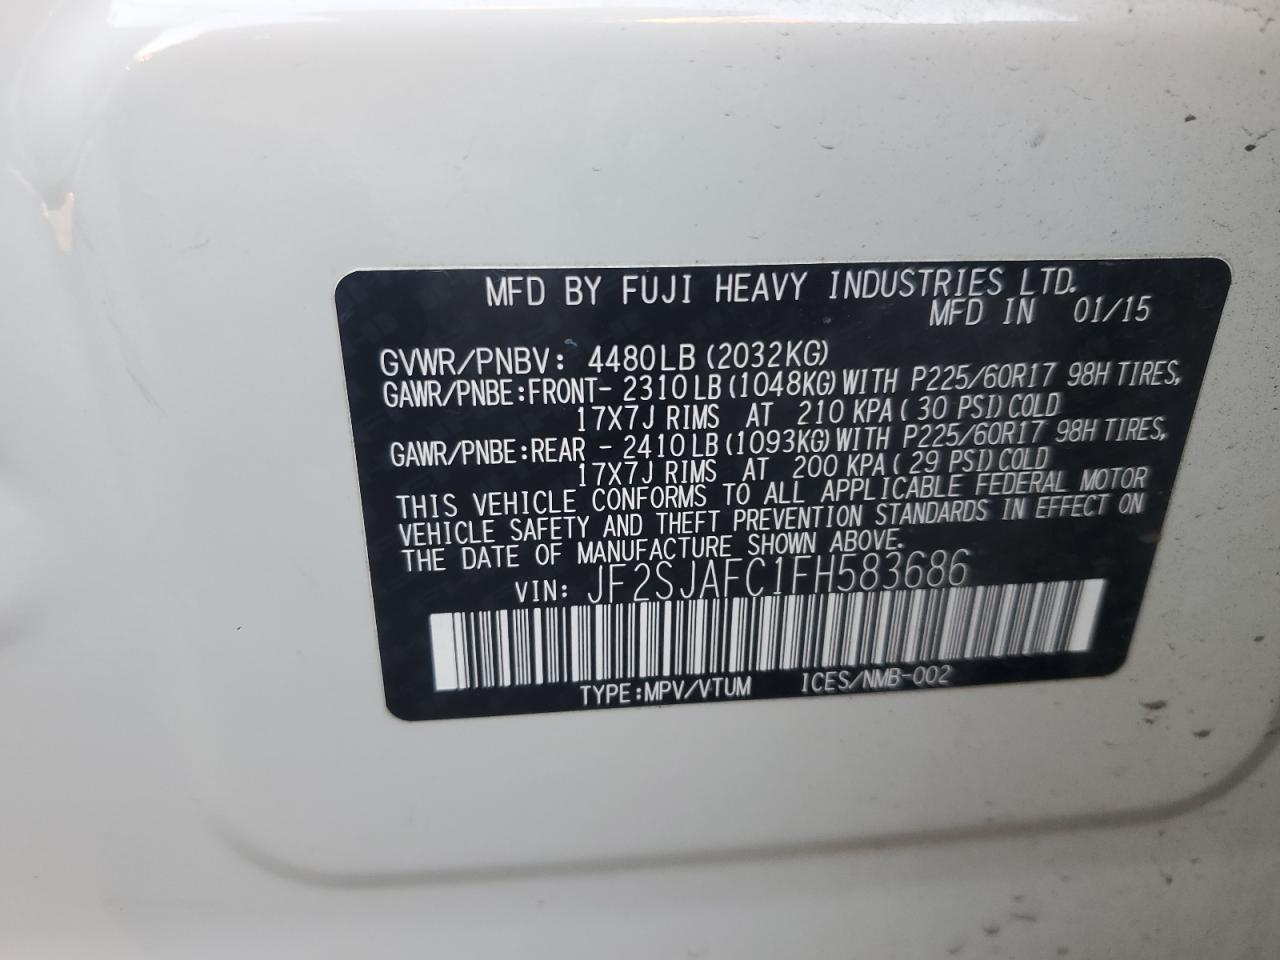 MFD BY FUJI HEAVY INDUSTRIES LTD.
MFD IN 01/15
GVWR/PNBV: 4480LB (2032KG)
GAWR/PNBE:FRONT- 2310 LB (1048KG) WITH P225/60R17 98H TIRES,
17X7J RIMS AT 210 KPA ( 30 PSI) COLD
GAWR/PNBE:REAR - 2410 LB (1093KG) WITH P225/60R17 98H TIRES,
17X7J RIMS AT 200 KPA ( 29 PSI) COLD
THIS VEHICLE CONFORMS TO ALL APPLICABLE FEDERAL MOTOR
VEHICLE SAFETY AND THEFT PREVENTION STANDARDS IN EFFECT ON
THE DATE OF MANUFACTURE SHOWN ABOVE.
VIN: JF2SJAFC1FH583686
TYPE:MPV/VTUM ICES/NMB-002